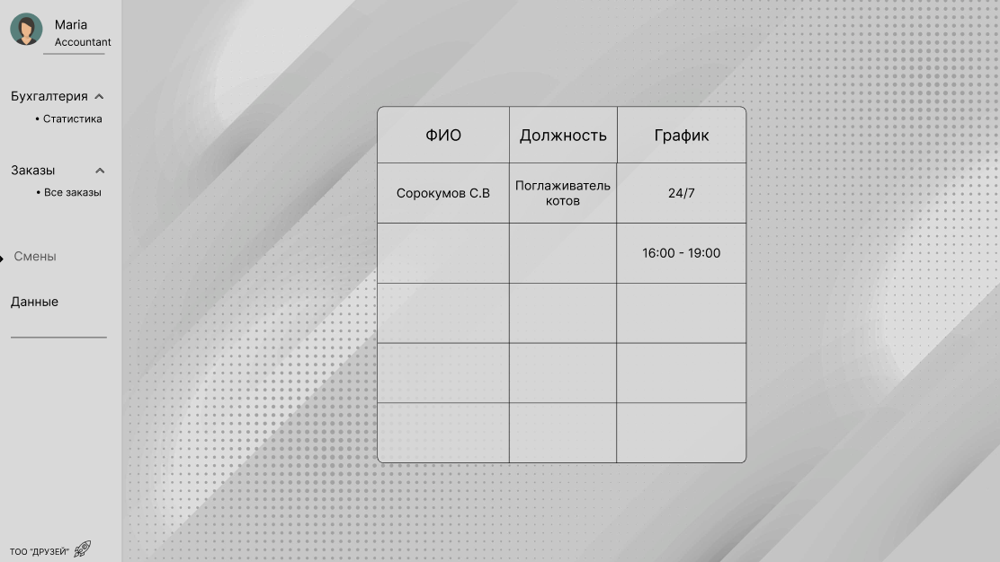 Maria
Accountant
Бухгалтерия
• Статистика
Заказы
• Все заказы
Смены
Данные
ТОО "ДРУЗЕЙ"
ФИО Должность График
Сорокумов С.В Поглаживатель котов 24/7
16:00 - 19:00